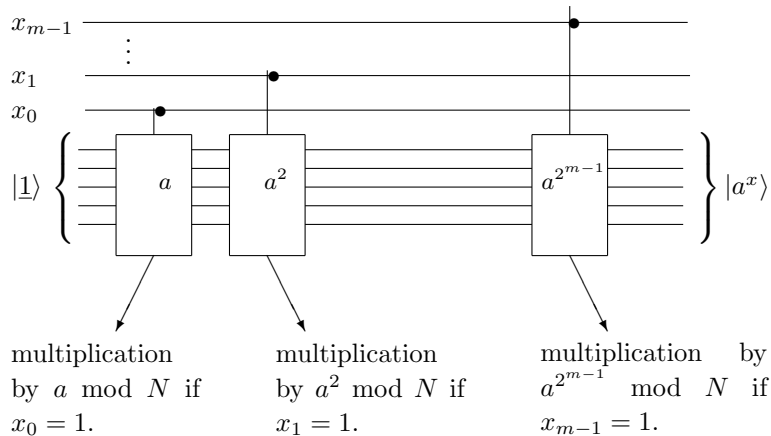 x_{m−1}
⋮
x_1
x_0
|1⟩ a a^2 a^{2^{m−1}} |a^x⟩
multiplication by a mod N if x_0 = 1.
multiplication by a^2 mod N if x_1 = 1.
multiplication by a^{2^{m−1}} mod N if x_{m−1} = 1.